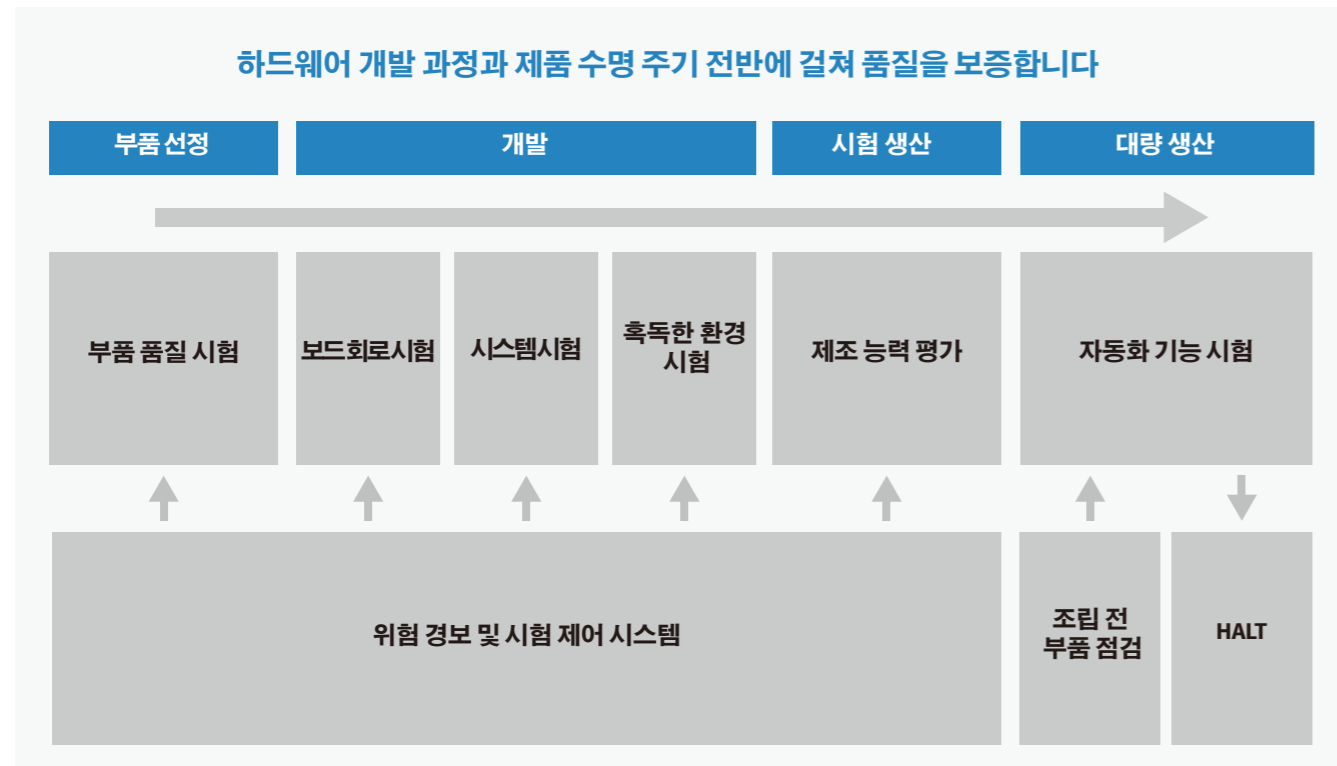 하드웨어 개발 과정과 제품 수명 주기 전반에 걸쳐 품질을 보증합니다
부품 선정
개발
시험 생산
대량 생산
부품 품질 시험
보드회로시험
시스템시험
혹독한 환경
시험
제조 능력 평가
자동화 기능 시험
위험 경보 및 시험 제어 시스템
조립 전
부품 점검
HALT